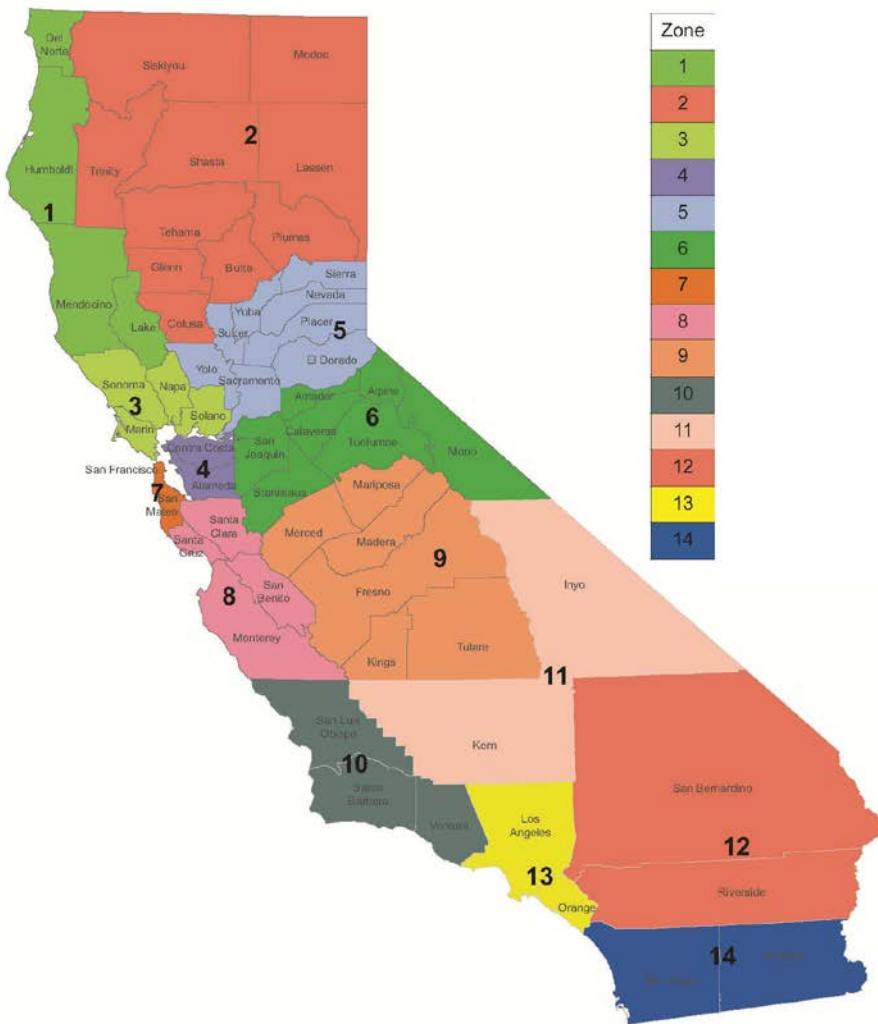 Zone
1
2
3
4
5
6
7
8
9
10
11
12
13
14
Del
Norte
Siskiyou
Modoc
2
Humboldt
Trinity
Shasta
Lassen
1
Tehama
Plumas
Glenn
Butte
Sierra
Mendocino
Lake
Colusa
Yuba
Nevada
Sutter
Placer
5
Yolo
El Dorado
Sonoma
Napa
Sacramento
Amador
Alpine
3
Solano
6
Marin
Calaveras
Tuolumne
San
Joaquin
Contra Costa
Mono
San Francisco
4
Alameda
Stanislaus
Mariposa
7
San
Mateo
Santa
Clara
Merced
Madera
9
Santa
Cruz
Inyo
San
Benito
Fresno
8
Monterey
Kings
Tulare
11
San Luis
Obispo
Kern
10
Santa
Barbara
San Bernardino
Ventura
Los
Angeles
12
13
Riverside
Orange
14